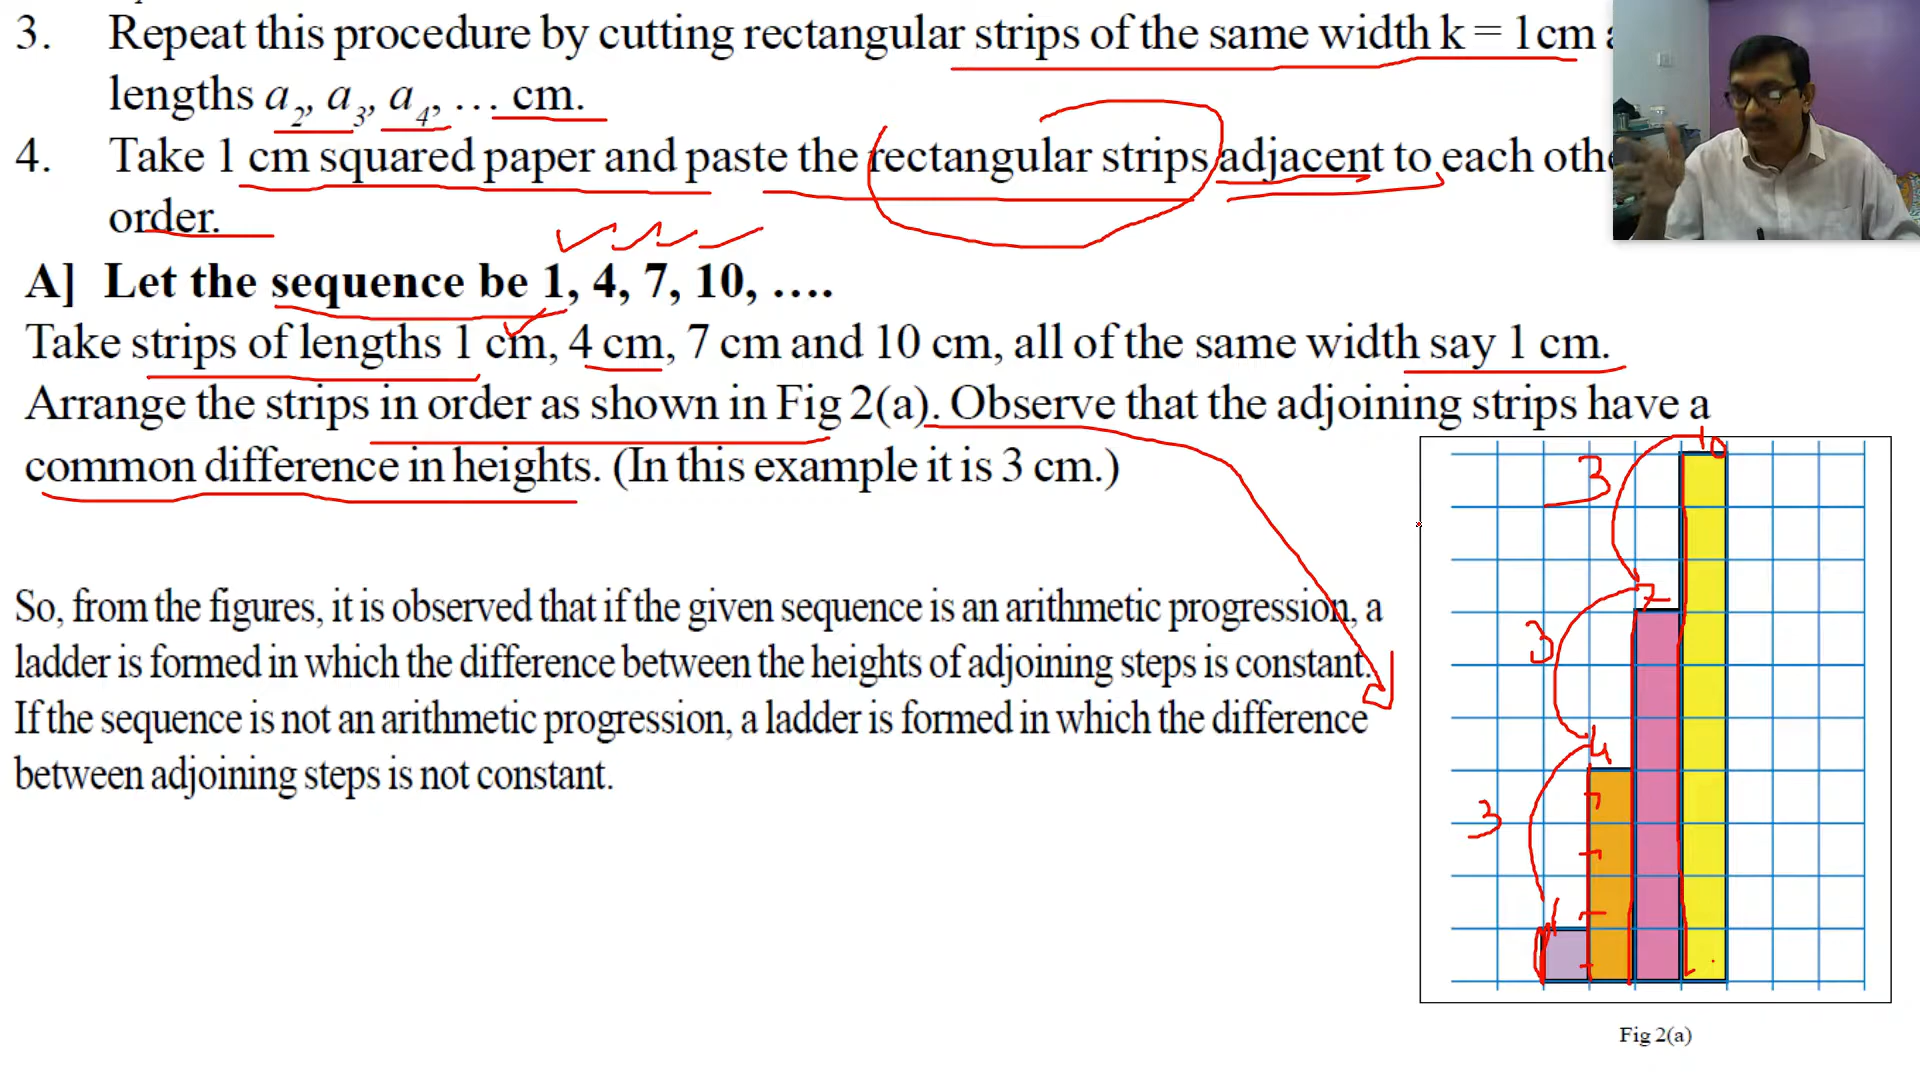 3. Repeat this procedure by cutting rectangular strips of the same width k = 1cm
lengths a2, a3, a4, … cm.
4. Take 1 cm squared paper and paste the rectangular strips adjacent to each othe
order.
A] Let the sequence be 1, 4, 7, 10, ….
Take strips of lengths 1 cm, 4 cm, 7 cm and 10 cm, all of the same width say 1 cm.
Arrange the strips in order as shown in Fig 2(a). Observe that the adjoining strips have a
common difference in heights. (In this example it is 3 cm.)
So, from the figures, it is observed that if the given sequence is an arithmetic progression, a
ladder is formed in which the difference between the heights of adjoining steps is constant.
If the sequence is not an arithmetic progression, a ladder is formed in which the difference
between adjoining steps is not constant.
10
3
7
3
4
3
1
Fig 2(a)